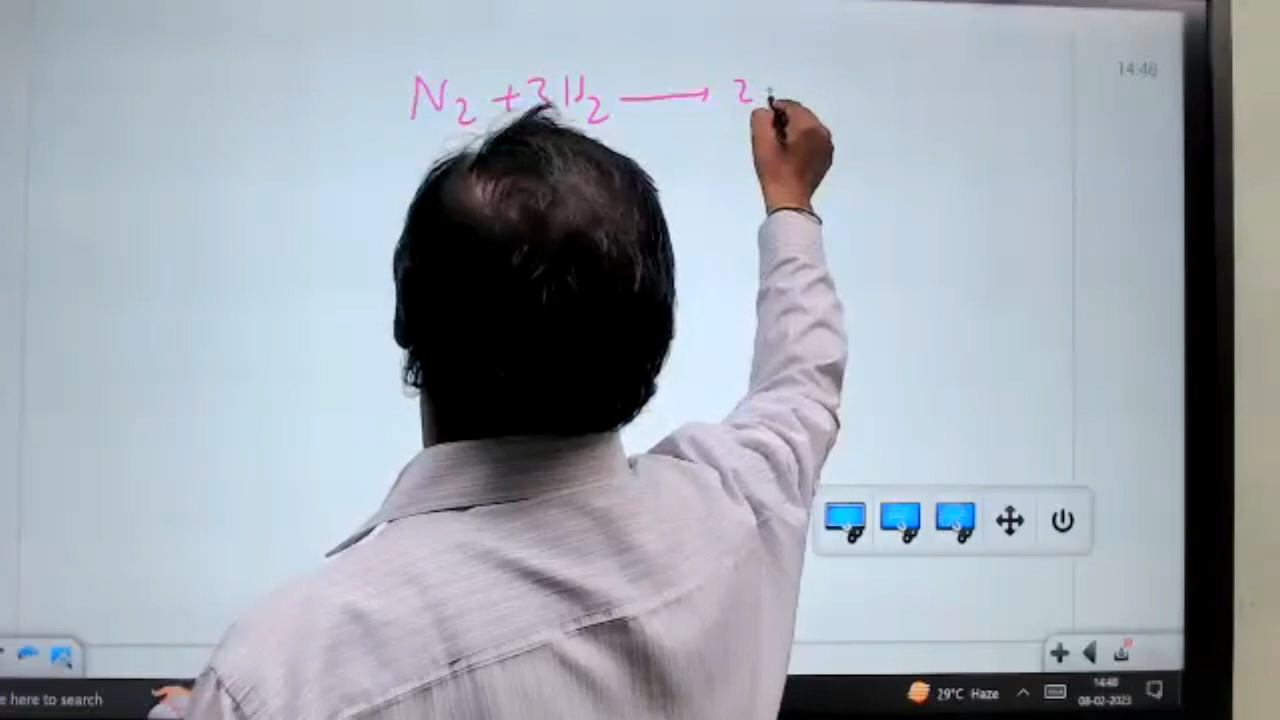 14:48
N₂ + 3H₂ ⟶ 2
e here to search
29°C Haze
14:48
08-02-2023